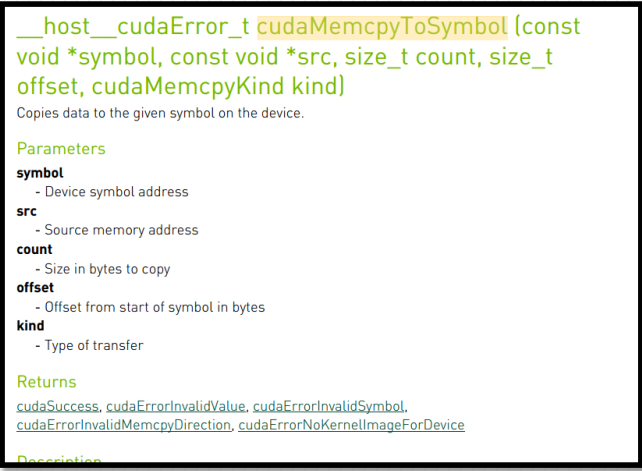 __host__cudaError_t cudaMemcpyToSymbol (const
void *symbol, const void *src, size_t count, size_t
offset, cudaMemcpyKind kind)
Copies data to the given symbol on the device.
Parameters
symbol
- Device symbol address
src
- Source memory address
count
- Size in bytes to copy
offset
- Offset from start of symbol in bytes
kind
- Type of transfer
Returns
cudaSuccess, cudaErrorInvalidValue, cudaErrorInvalidSymbol,
cudaErrorInvalidMemcpyDirection, cudaErrorNoKernelImageForDevice
Description